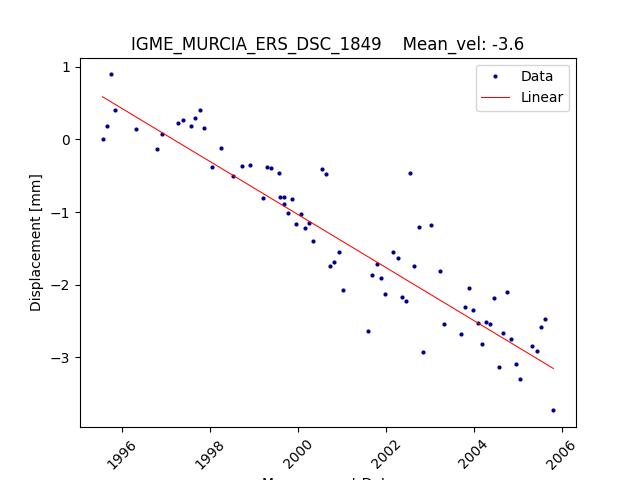 IGME_MURCIA_ERS_DSC_1849    Mean_vel: -3.6
Data
Linear
Displacement [mm]
1
0
−1
−2
−3
1996
1998
2000
2002
2004
2006